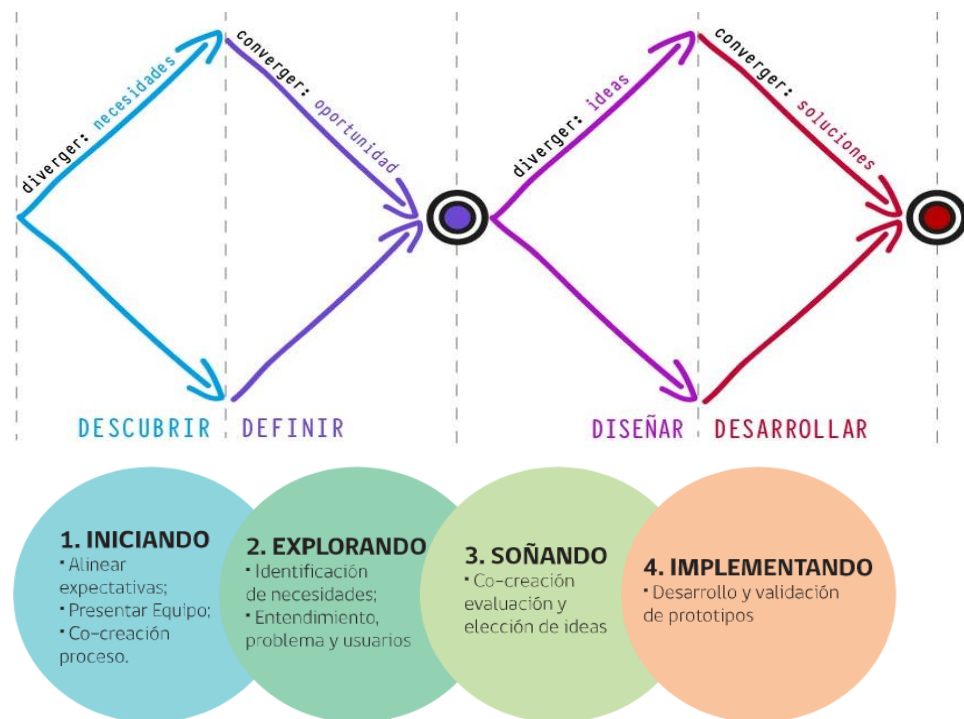 diverger: necesidades
converger: oportunidad
diverger: ideas
converger: soluciones
DESCUBRIR
DEFINIR
DISEÑAR
DESARROLLAR
1. INICIANDO
▪ Alinear
expectativas;
▪ Presentar Equipo;
▪ Co-creación
proceso.
2. EXPLORANDO
▪ Identificación
de necesidades;
▪ Entendimiento,
problema y usuarios
3. SOÑANDO
▪ Co-creación
evaluación y
elección de ideas
4. IMPLEMENTANDO
▪ Desarrollo y validación
de prototipos